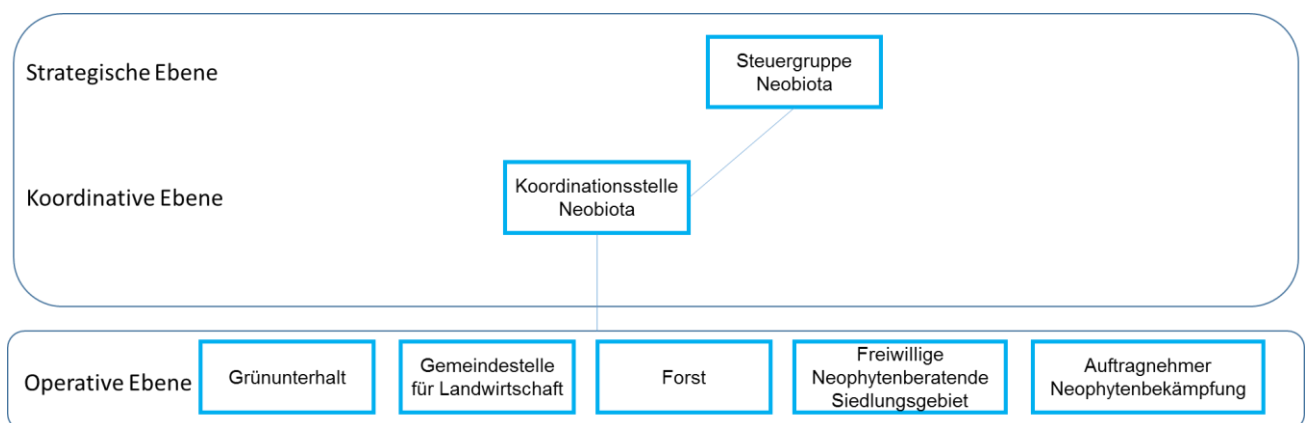 Strategische Ebene
Steuergruppe
Neobiota
Koordinative Ebene
Koordinationsstelle
Neobiota
Operative Ebene
Grünunterhalt
Gemeindestelle
für Landwirtschaft
Forst
Freiwillige
Neophytenberatende
Siedlungsgebiet
Auftragnehmer
Neophytenbekämpfung